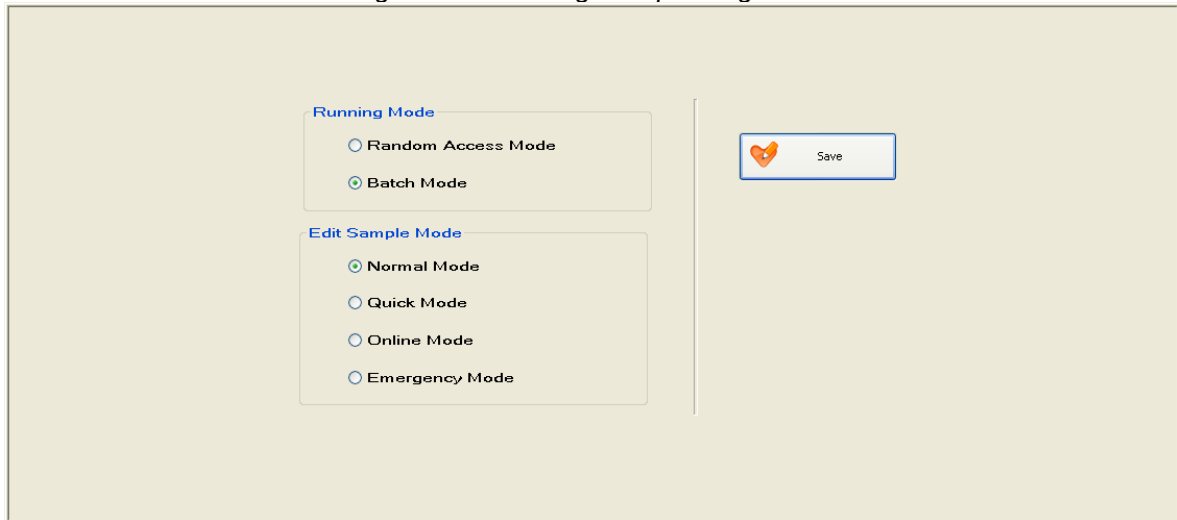 Running Mode
Random Access Mode
Batch Mode
Save
Edit Sample Mode
Normal Mode
Quick Mode
Online Mode
Emergency Mode